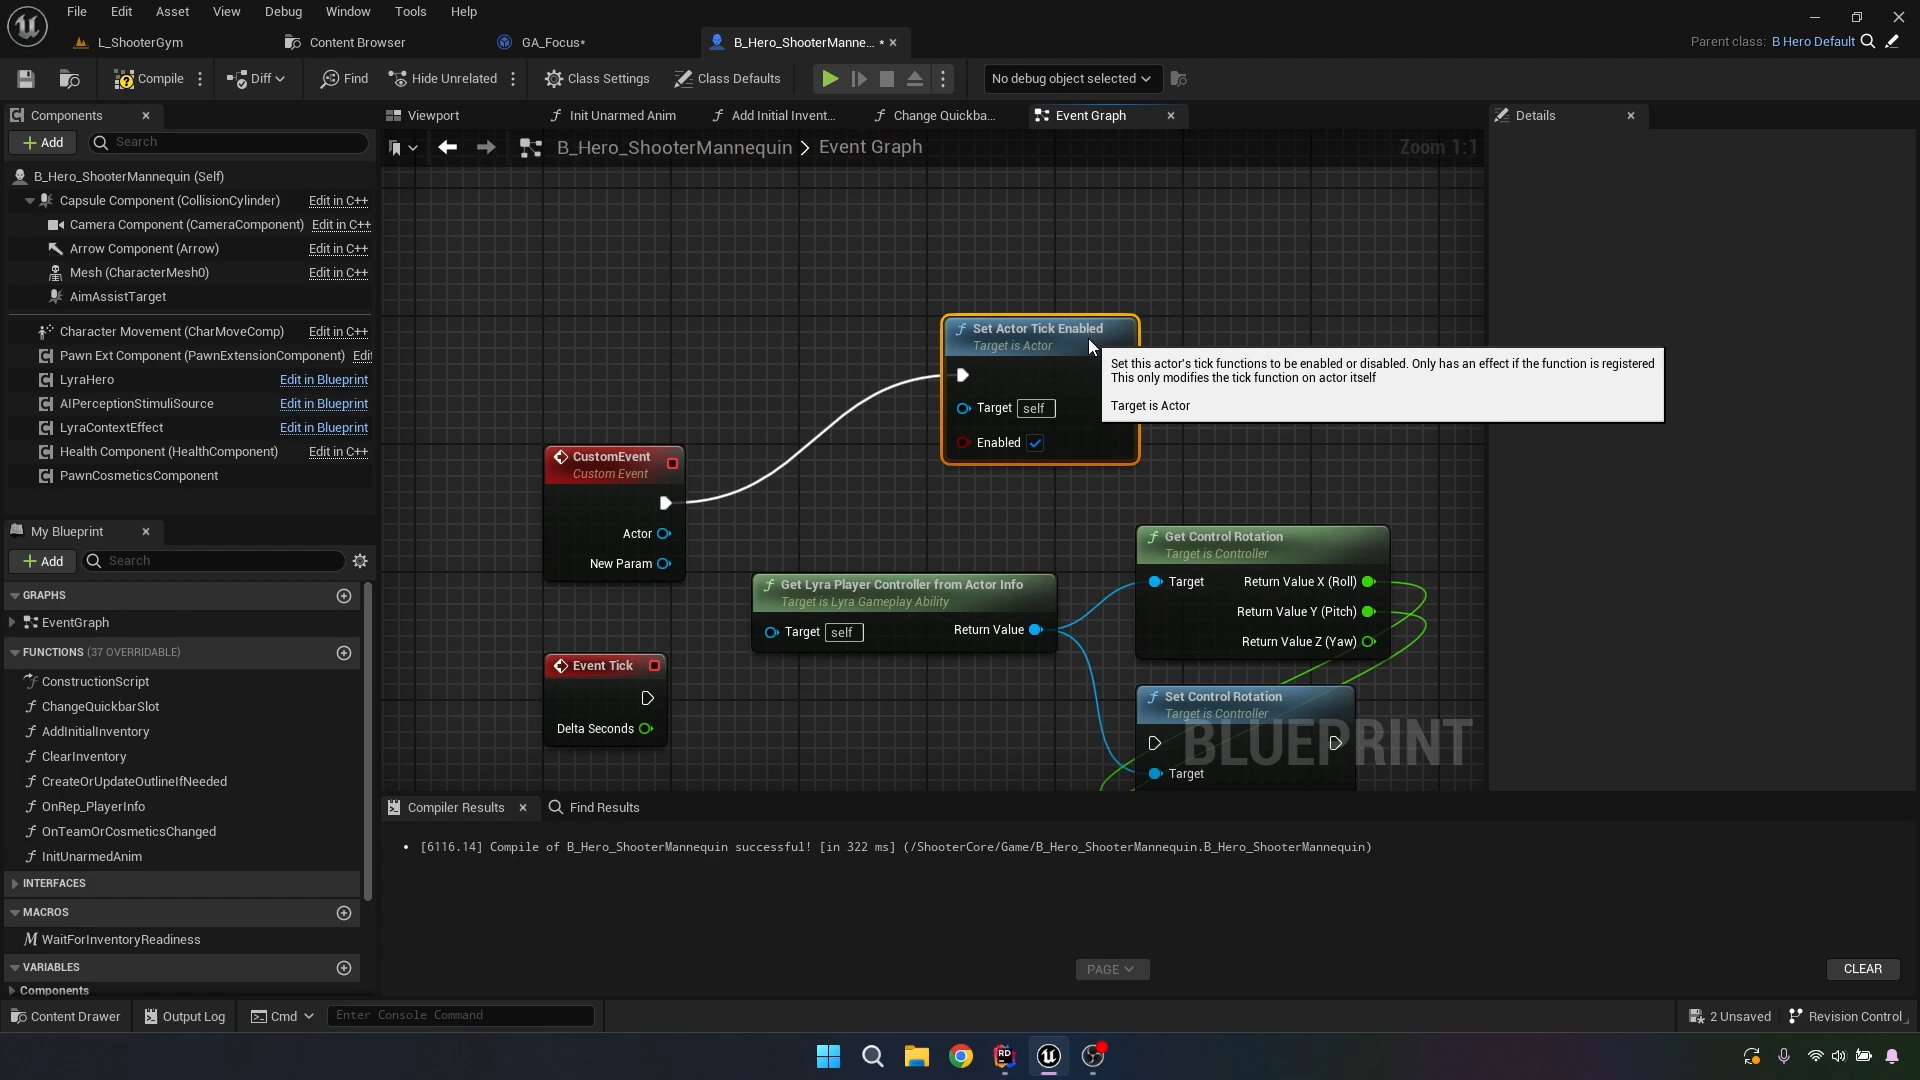 File Edit Asset View Debug Window Tools Help
L_ShooterGym Content Browser GA_Focus* B_Hero_ShooterManne... * Parent class: B Hero Default
Compile Diff Find Hide Unrelated Class Settings Class Defaults No debug object selected
Components
Viewport Init Unarmed Anim Add Initial Invent... Change Quickba... Event Graph Details
Add Search
B_Hero_ShooterMannequin > Event Graph Zoom 1:1
B_Hero_ShooterMannequin (Self)
Capsule Component (CollisionCylinder) Edit in C++
Camera Component (CameraComponent) Edit in C++
Arrow Component (Arrow) Edit in C++
Mesh (CharacterMesh0) Edit in C++
AimAssistTarget
Character Movement (CharMoveComp) Edit in C++
Pawn Ext Component (PawnExtensionComponent) Edit
LyraHero Edit in Blueprint
AIPerceptionStimuliSource Edit in Blueprint
LyraContextEffect Edit in Blueprint
Health Component (HealthComponent) Edit in C++
PawnCosmeticsComponent
My Blueprint
Add Search
GRAPHS
EventGraph
FUNCTIONS (37 OVERRIDABLE)
ConstructionScript
ChangeQuickbarSlot
AddInitialInventory
ClearInventory
CreateOrUpdateOutlineIfNeeded
OnRep_PlayerInfo
OnTeamOrCosmeticsChanged
InitUnarmedAnim
INTERFACES
MACROS
WaitForInventoryReadiness
VARIABLES
Components
Set Actor Tick Enabled
Target is Actor
Target self
Enabled
Set this actor's tick functions to be enabled or disabled. Only has an effect if the function is registered
This only modifies the tick function on actor itself
Target is Actor
CustomEvent
Custom Event
Actor
New Param
Get Lyra Player Controller from Actor Info
Target is Lyra Gameplay Ability
Target self Return Value
Get Control Rotation
Target is Controller
Target Return Value X (Roll)
Return Value Y (Pitch)
Return Value Z (Yaw)
Event Tick
Delta Seconds
Set Control Rotation
Target is Controller
Target
BLUEPRINT
Compiler Results Find Results
[6116.14] Compile of B_Hero_ShooterMannequin successful! [in 322 ms] (/ShooterCore/Game/B_Hero_ShooterMannequin.B_Hero_ShooterMannequin)
PAGE CLEAR
Content Drawer Output Log Cmd Enter Console Command 2 Unsaved Revision Control
RD